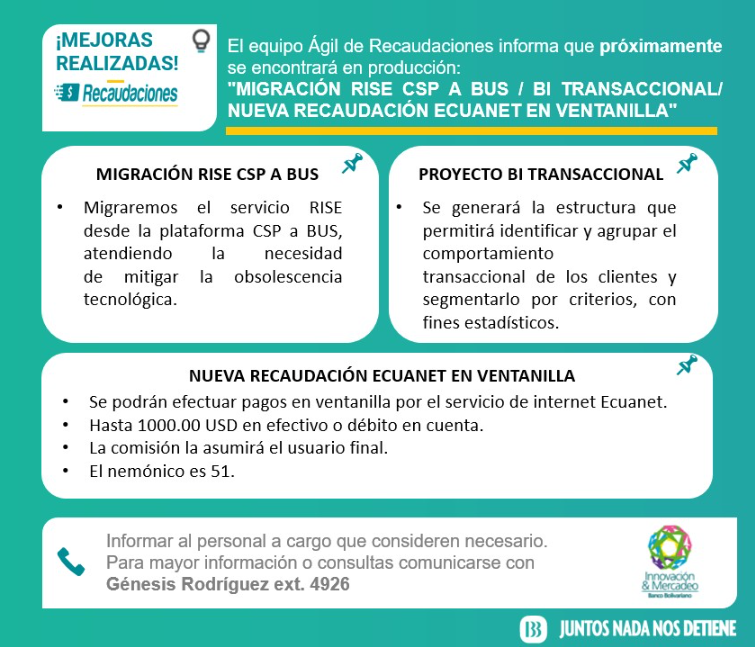 ¡MEJORAS
REALIZADAS!
$ Recaudaciones
El equipo Ágil de Recaudaciones informa que próximamente
se encontrará en producción:
"MIGRACIÓN RISE CSP A BUS / BI TRANSACCIONAL/
NUEVA RECAUDACIÓN ECUANET EN VENTANILLA"
MIGRACIÓN RISE CSP A BUS
• Migraremos el servicio RISE
desde la plataforma CSP a BUS,
atendiendo la necesidad
de mitigar la obsolescencia
tecnológica.
PROYECTO BI TRANSACCIONAL
• Se generará la estructura que
permitirá identificar y agrupar el
comportamiento
transaccional de los clientes y
segmentarlo por criterios, con
fines estadísticos.
NUEVA RECAUDACIÓN ECUANET EN VENTANILLA
• Se podrán efectuar pagos en ventanilla por el servicio de internet Ecuanet.
• Hasta 1000.00 USD en efectivo o débito en cuenta.
• La comisión la asumirá el usuario final.
• El nemónico es 51.
Informar al personal a cargo que consideren necesario.
Para mayor información o consultas comunicarse con
Génesis Rodríguez ext. 4926
Innovación
& Mercadeo
Banco Bolivariano
BB JUNTOS NADA NOS DETIENE